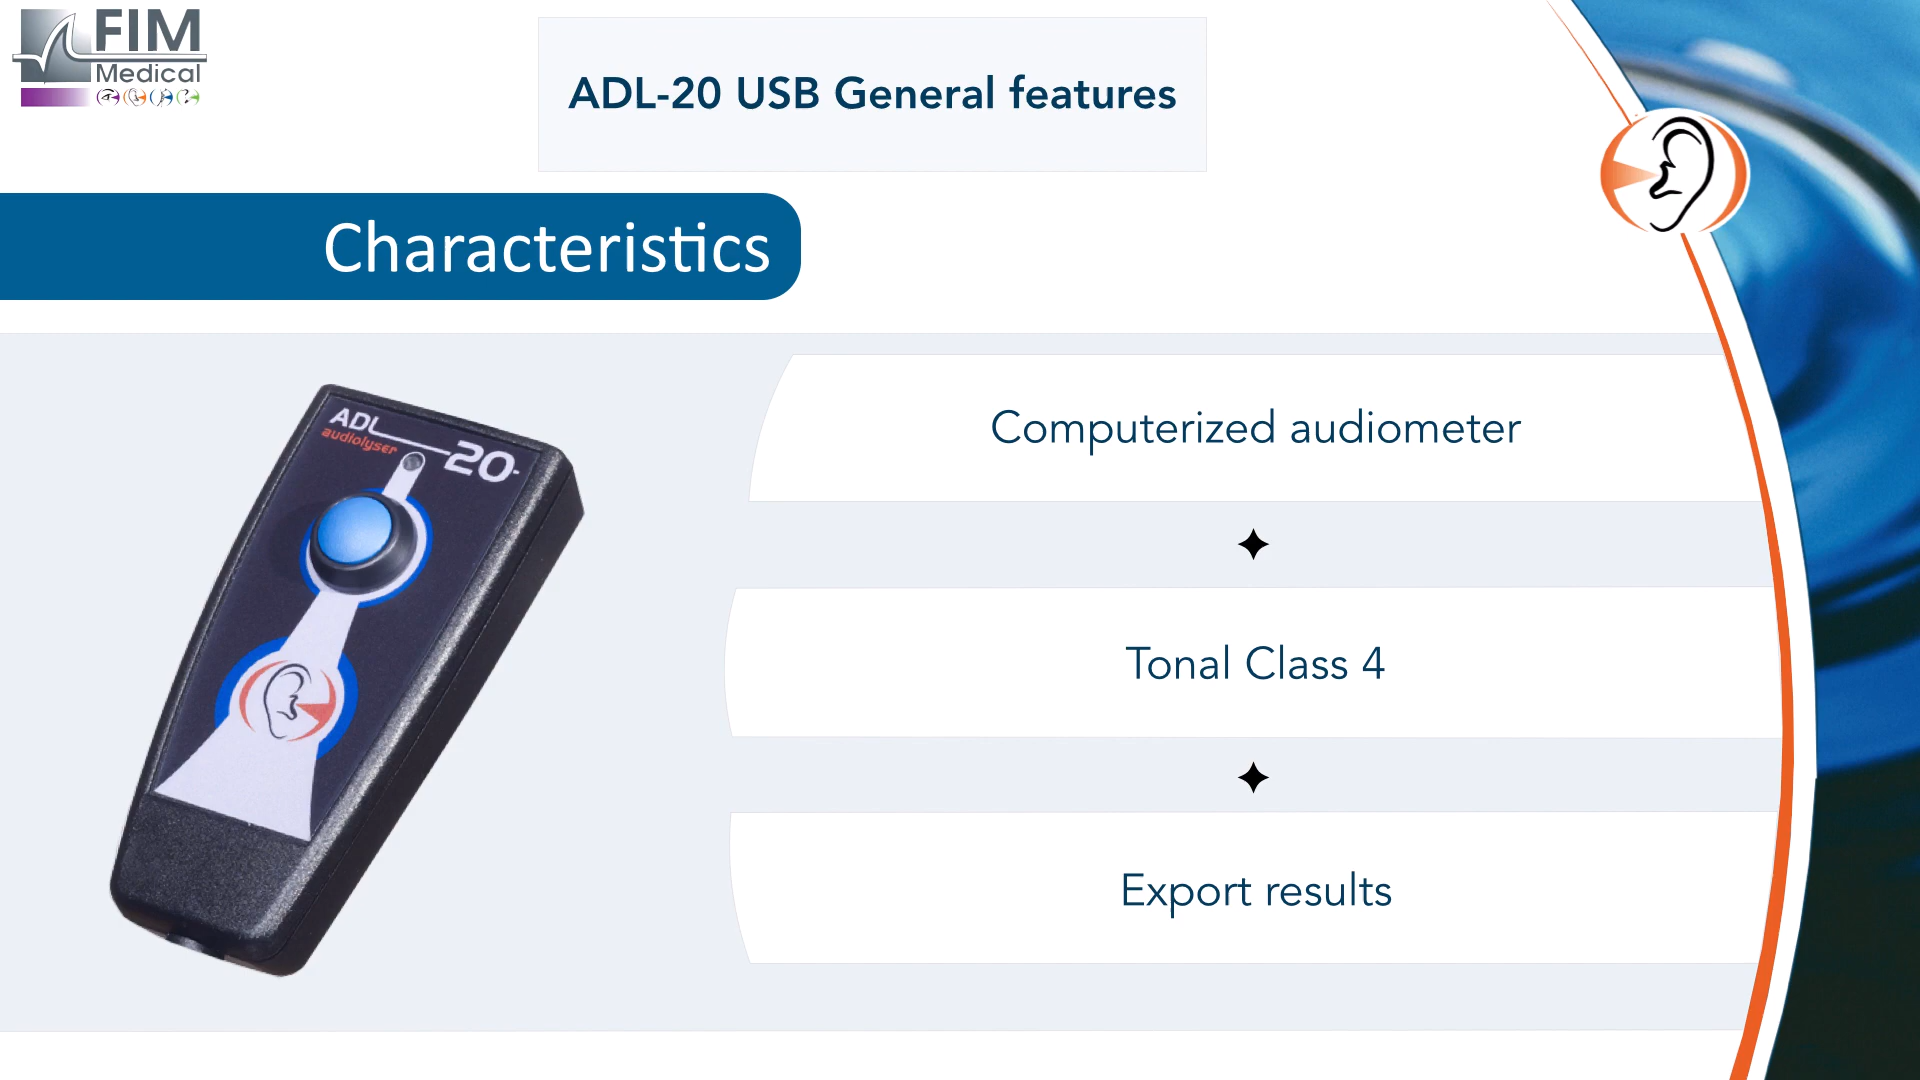 FIM
Medical
ADL-20 USB General features
Characteristics
ADL
audiolyser
20
Computerized audiometer
Tonal Class 4
Export results